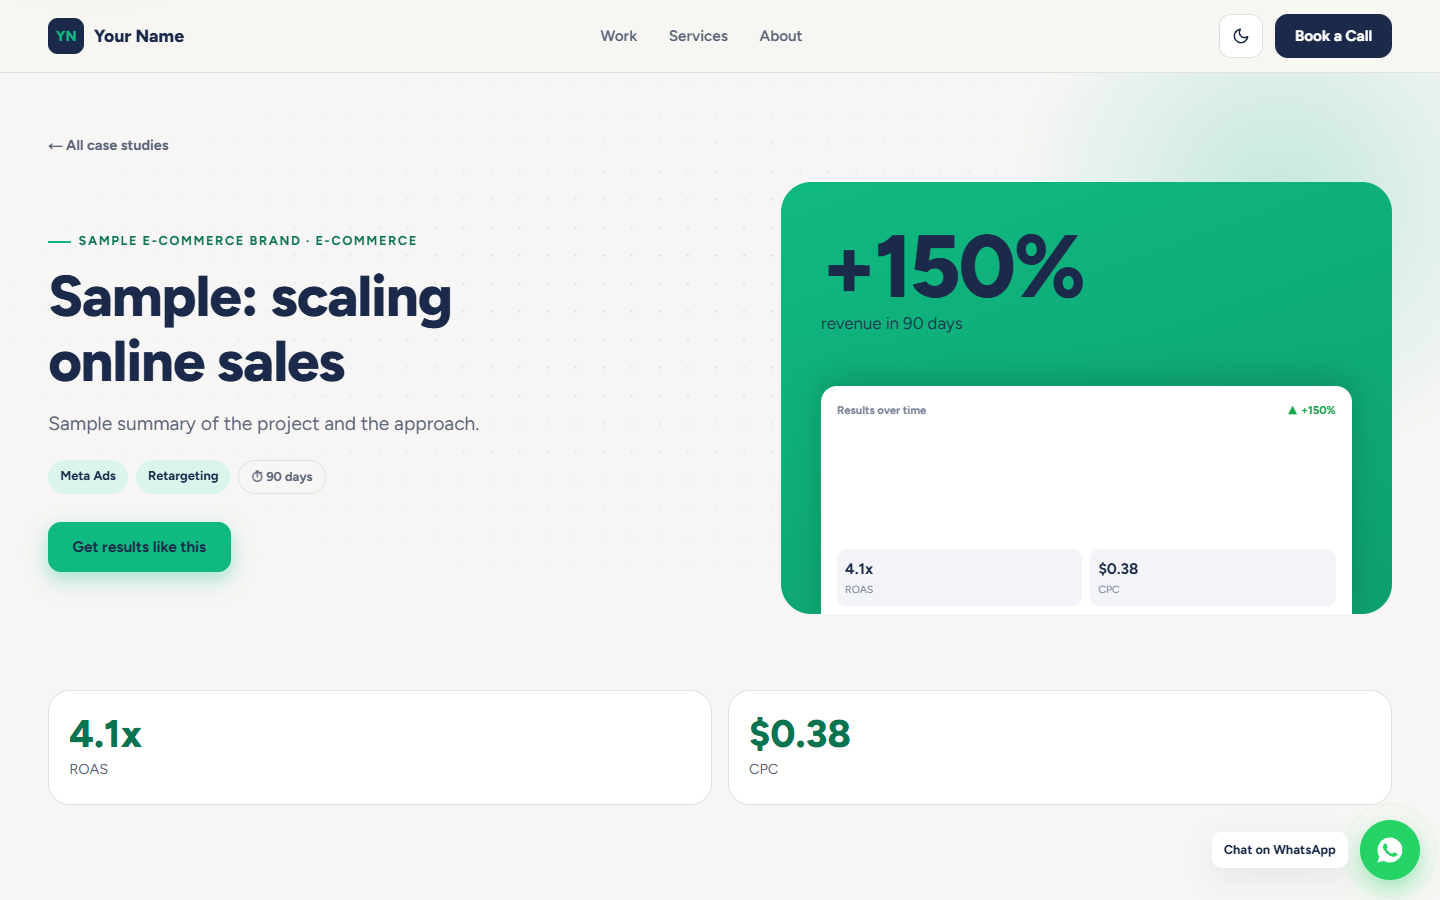 YN Your Name
Work Services About
Book a Call
← All case studies
SAMPLE E-COMMERCE BRAND · E-COMMERCE
Sample: scaling
online sales
Sample summary of the project and the approach.
Meta Ads Retargeting ⏱ 90 days
Get results like this
+150%
revenue in 90 days
Results over time ▲ +150%
4.1x
ROAS
$0.38
CPC
4.1x
ROAS
$0.38
CPC
Chat on WhatsApp